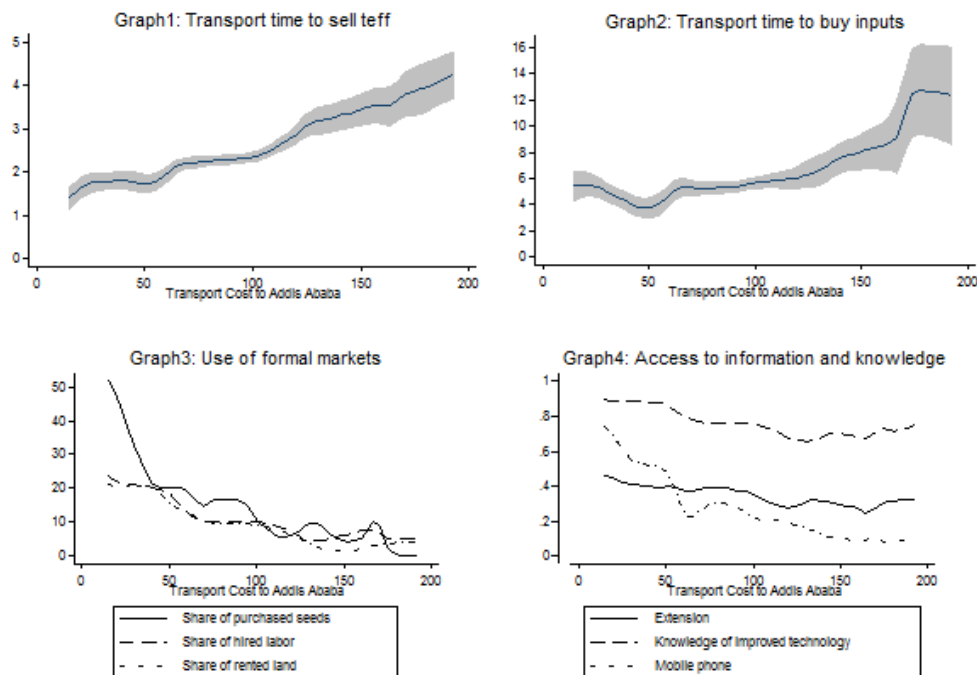 Graph1: Transport time to sell teff
5
4
3
2
1
0
0 50 100 150 200
Transport Cost to Addis Ababa
Graph2: Transport time to buy inputs
16
14
12
10
8
6
4
2
0
0 50 100 150 200
Transport Cost to Addis Ababa
Graph3: Use of formal markets
50
40
30
20
10
0
0 50 100 150 200
Transport Cost to Addis Ababa
Share of purchased seeds
Share of hired labor
Share of rented land
Graph4: Access to information and knowledge
1
.8
.6
.4
.2
0
0 50 100 150 200
Transport Cost to Addis Ababa
Extension
Knowledge of improved technology
Mobile phone